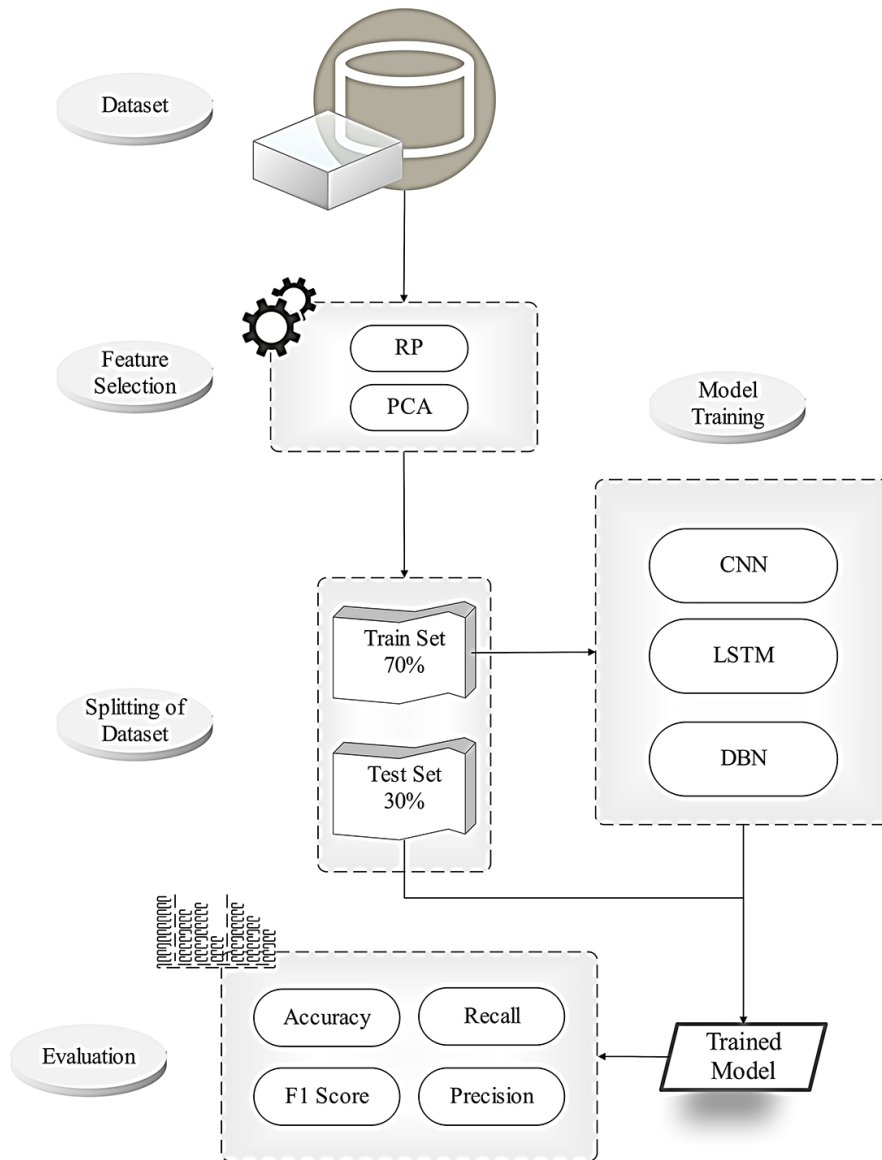 Dataset
Feature
Selection
RP
PCA
Model
Training
CNN
LSTM
DBN
Train Set
70%
Splitting of
Dataset
Test Set
30%
Evaluation
Accuracy
Recall
F1 Score
Precision
Trained
Model